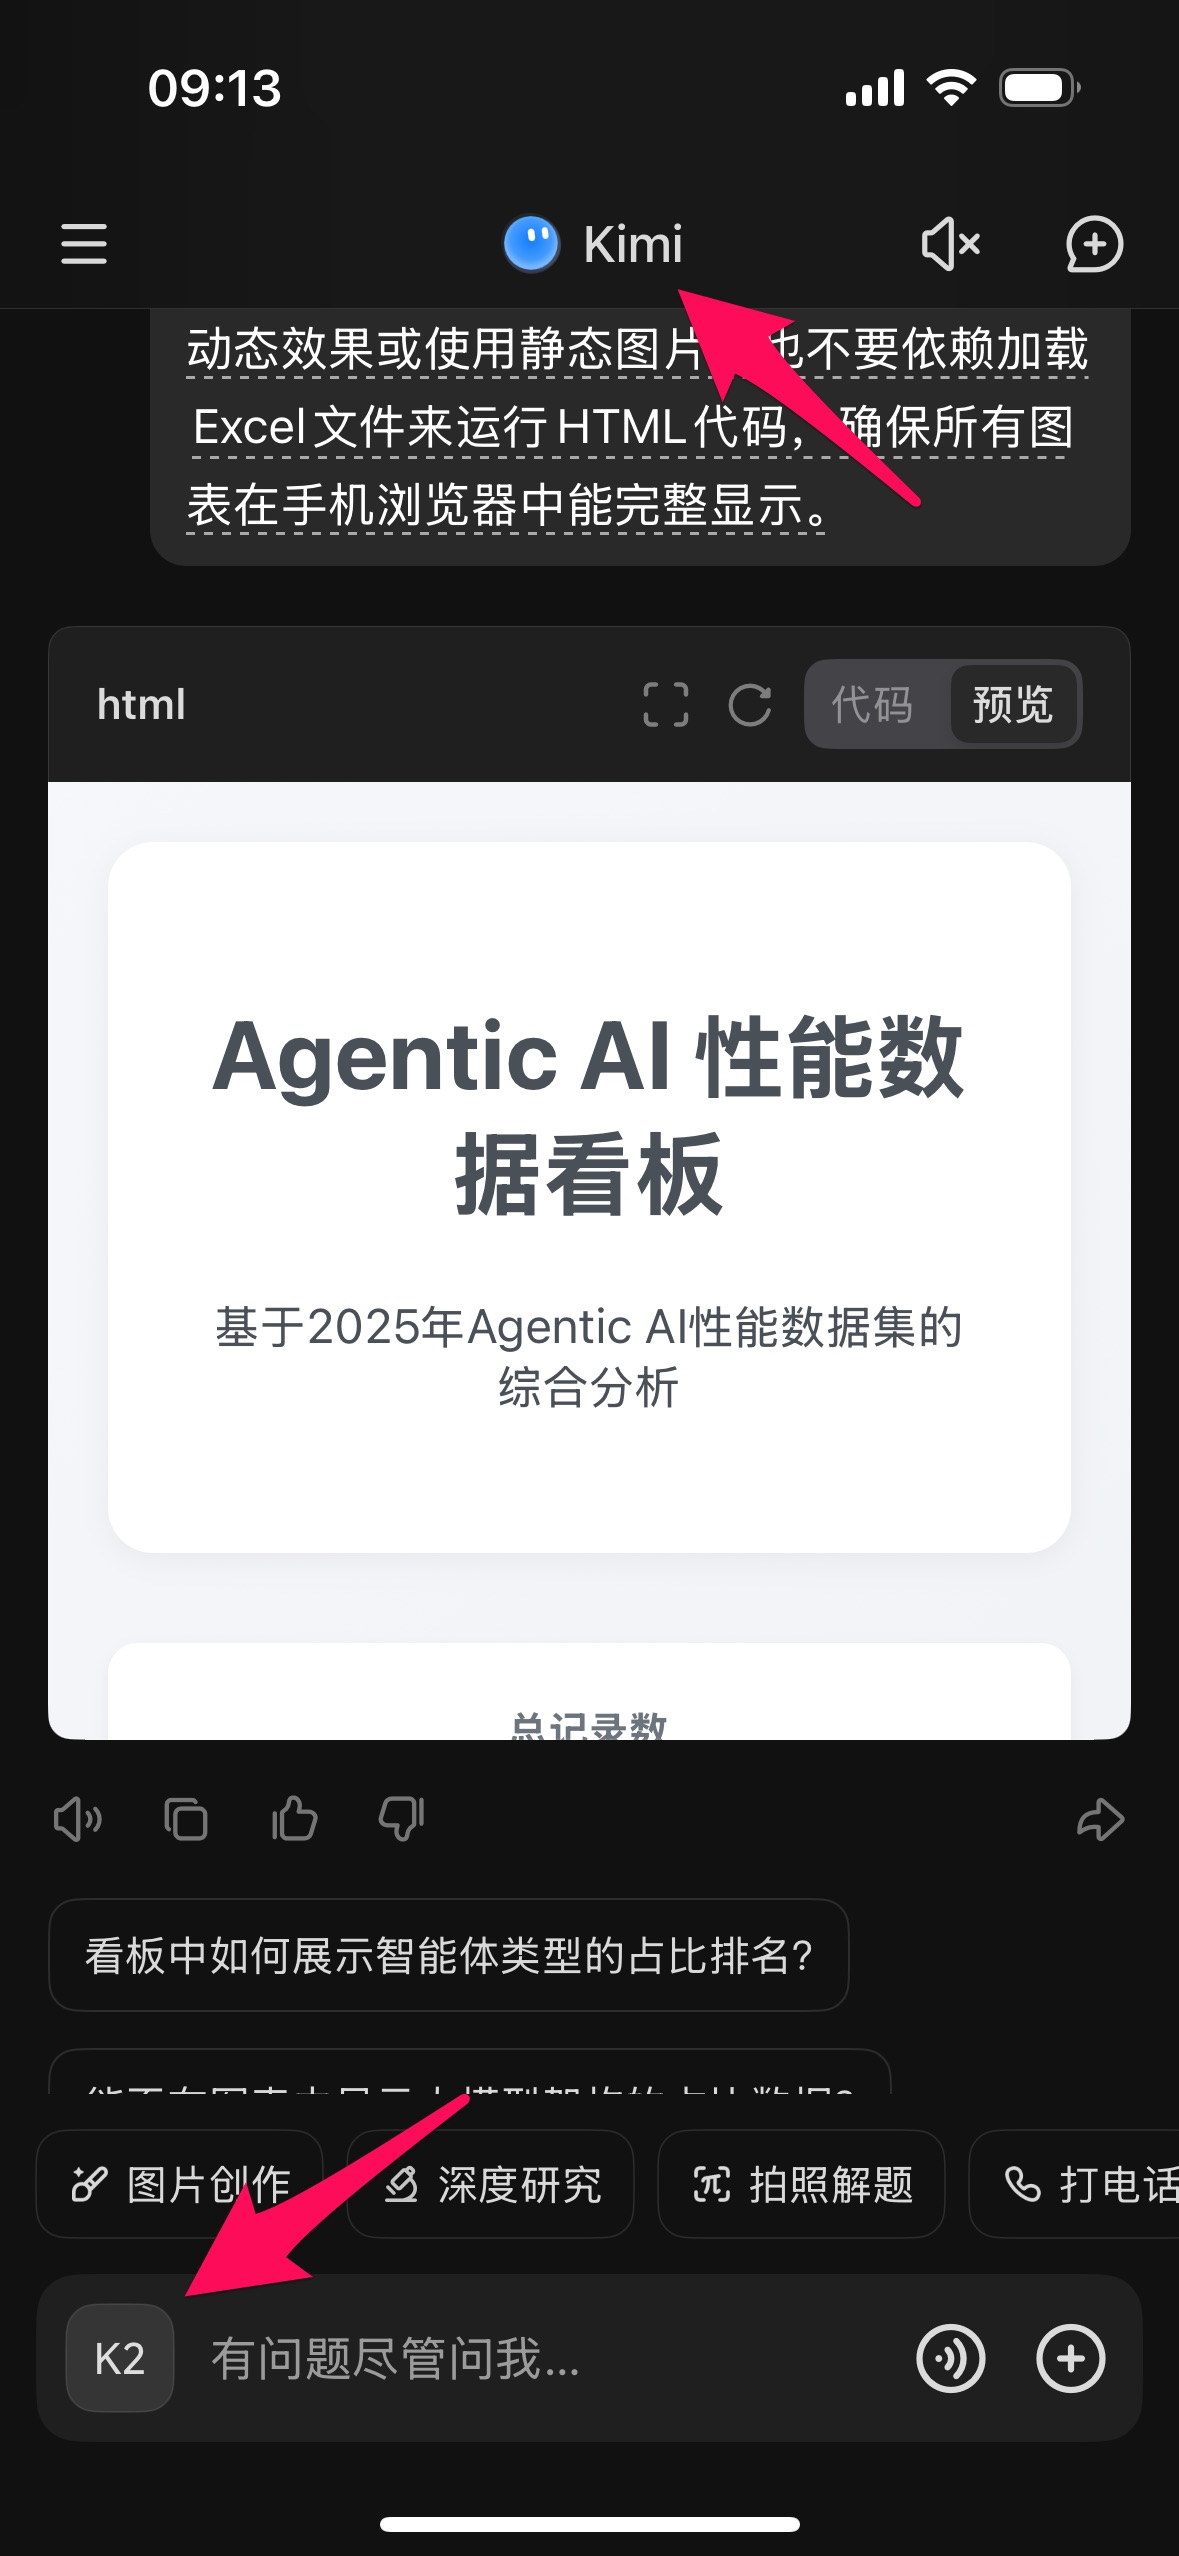 09:13
Kimi
动态效果或使用静态图片 也不要依赖加载
Excel文件来运行HTML代码，确保所有图
表在手机浏览器中能完整显示。
html
代码
预览
Agentic AI 性能数
据看板
基于2025年Agentic AI性能数据集的
综合分析
总记录数
看板中如何展示智能体类型的占比排名?
图片创作
深度研究
拍照解题
打电话
K2
有问题尽管问我...